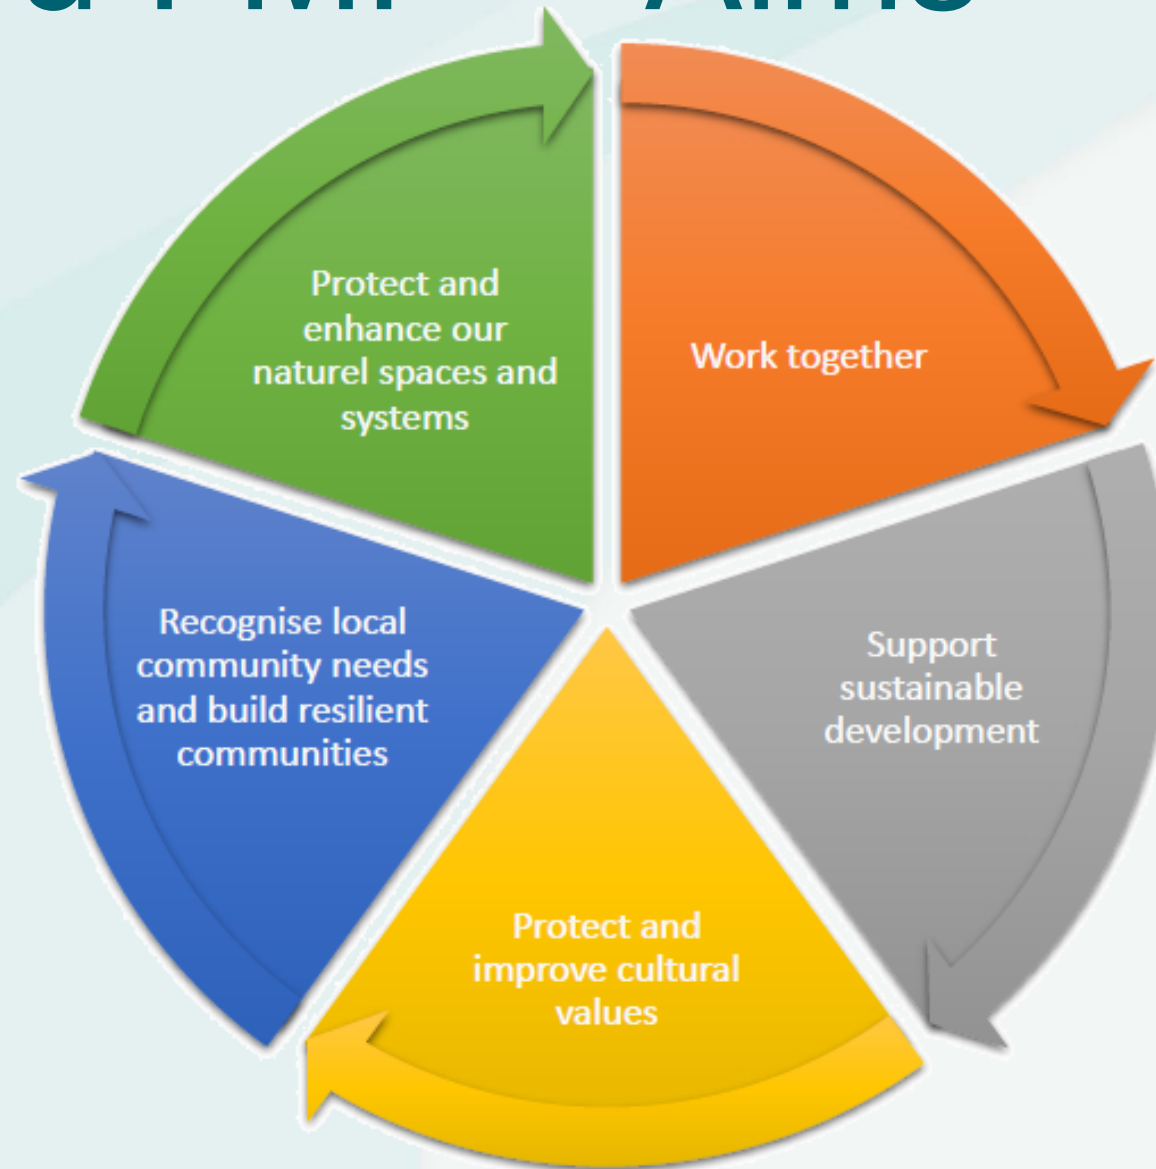 Aims
Protect and
enhance our
naturel spaces and
systems
Work together
Recognise local
community needs
and build resilient
communities
Support
sustainable
development
Protect and
improve cultural
values